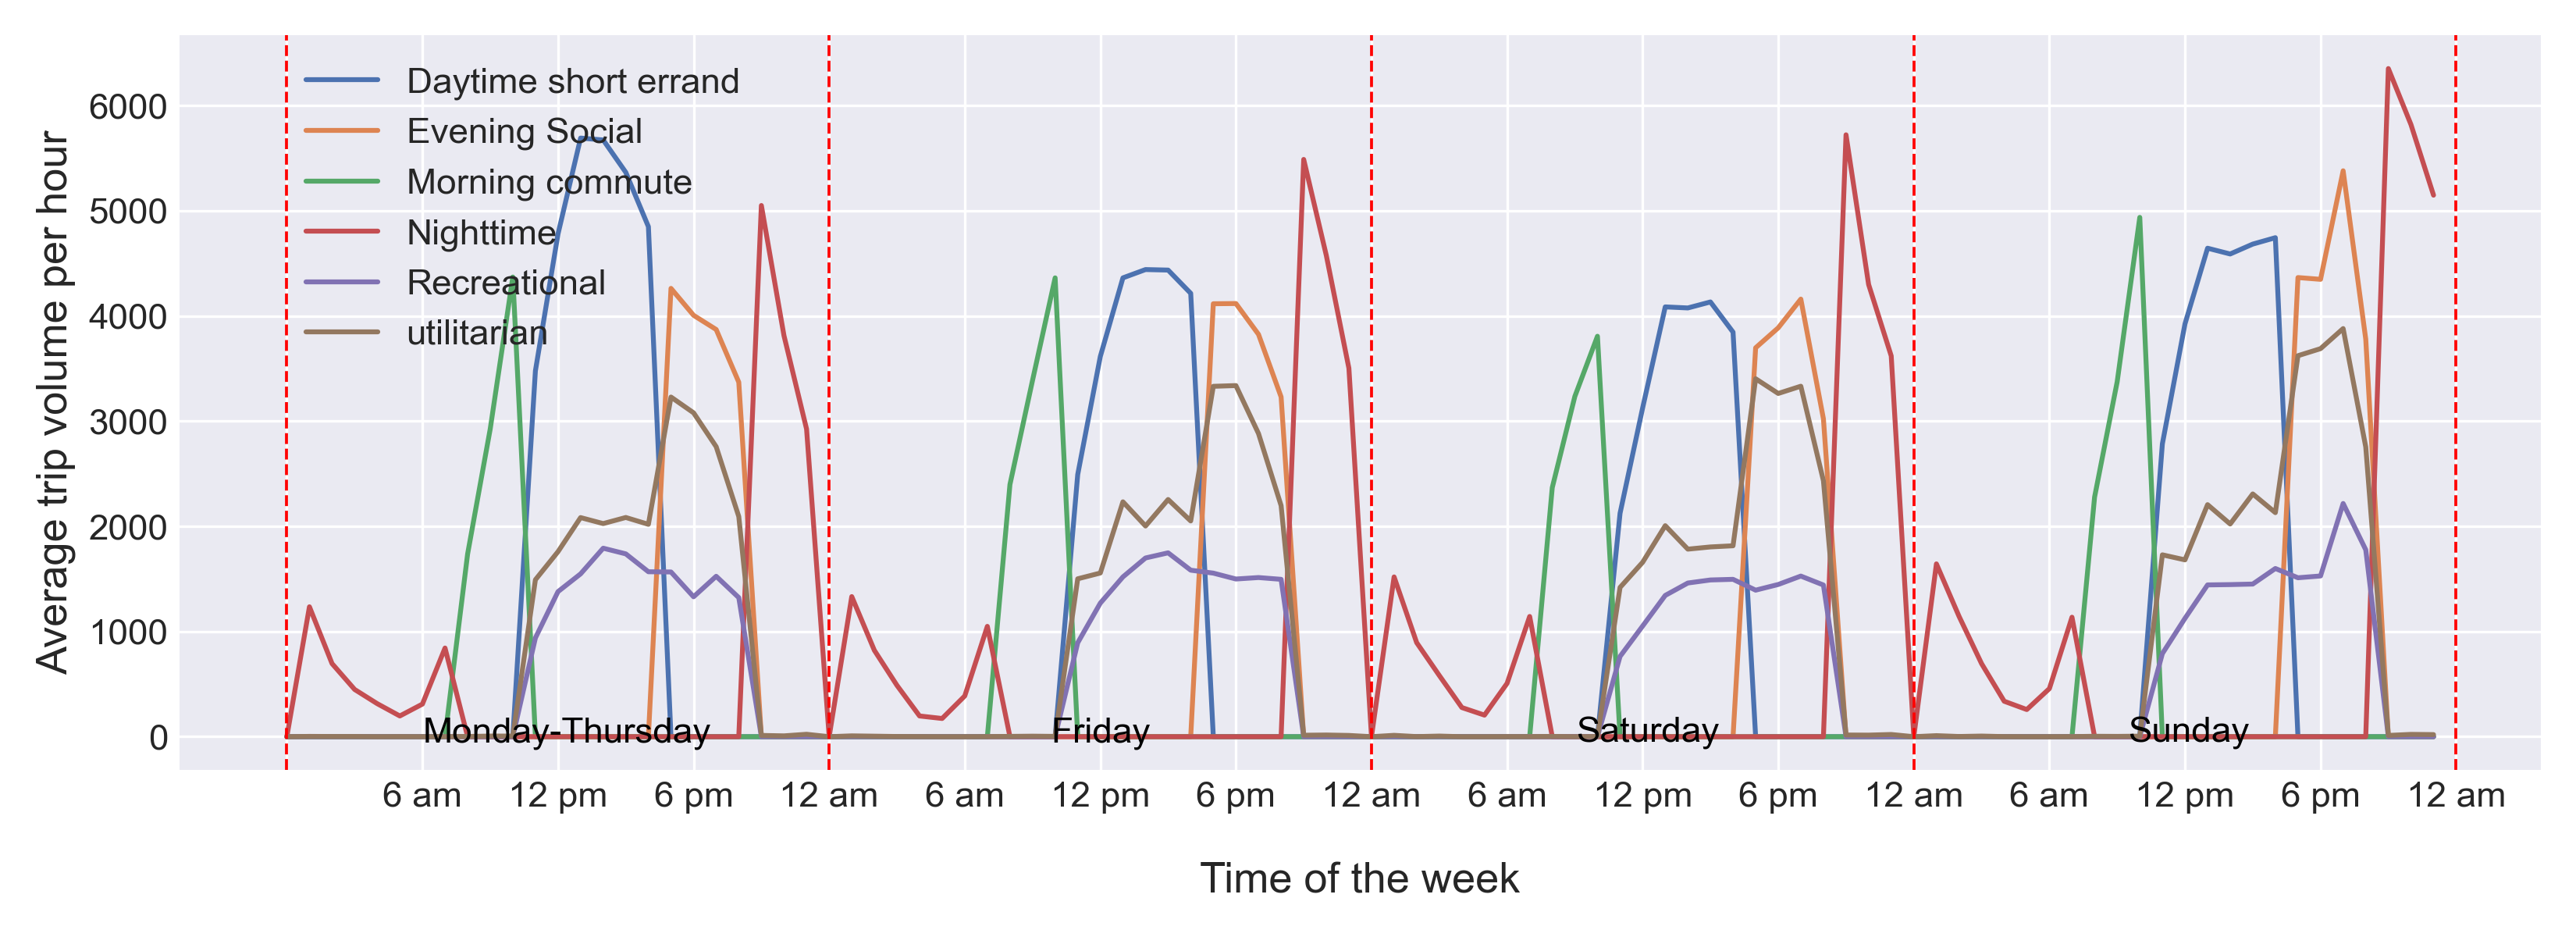 Average trip volume per hour
6000
5000
4000
3000
2000
1000
0
Daytime short errand
Evening Social
Morning commute
Nighttime
Recreational
utilitarian
Monday-Thursday
Friday
Saturday
Sunday
6 am 12 pm 6 pm 12 am 6 am 12 pm 6 pm 12 am 6 am 12 pm 6 pm 12 am 6 am 12 pm 6 pm 12 am
Time of the week